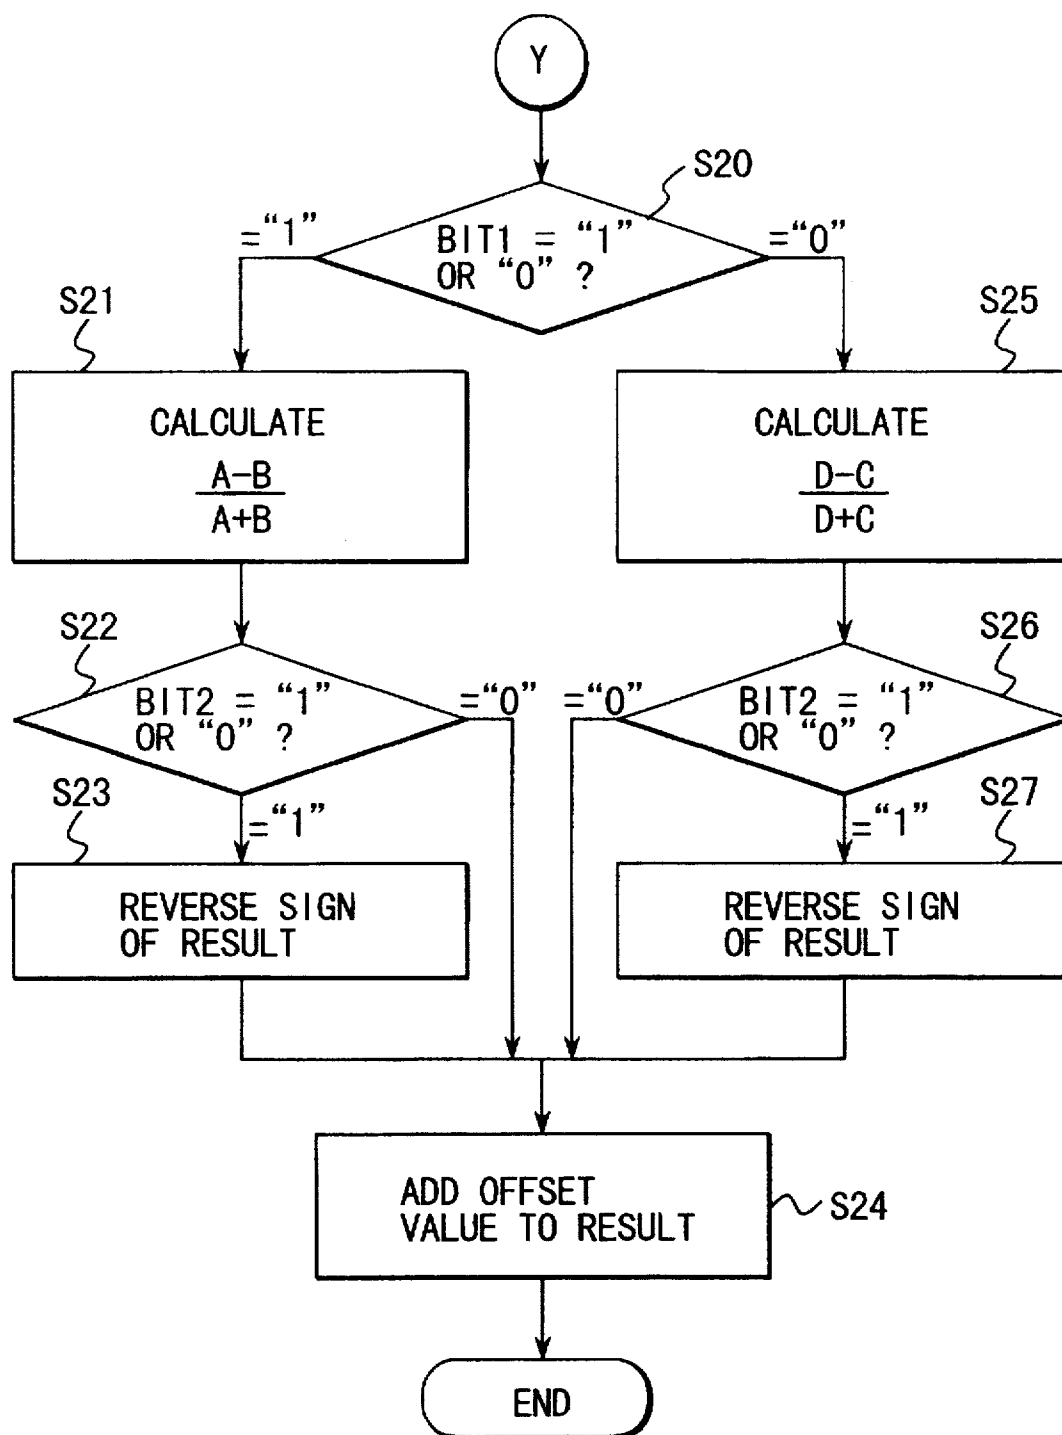 Y
S20
BIT1 = “1”
OR “0” ?
=“1”
=“0”
S21
CALCULATE
A−B
A+B
S25
CALCULATE
D−C
D+C
S22
BIT2 = “1”
OR “0” ?
=“0”
=“1”
S26
BIT2 = “1”
OR “0” ?
=“0”
=“1”
S23
REVERSE SIGN
OF RESULT
S27
REVERSE SIGN
OF RESULT
ADD OFFSET
VALUE TO RESULT
S24
END